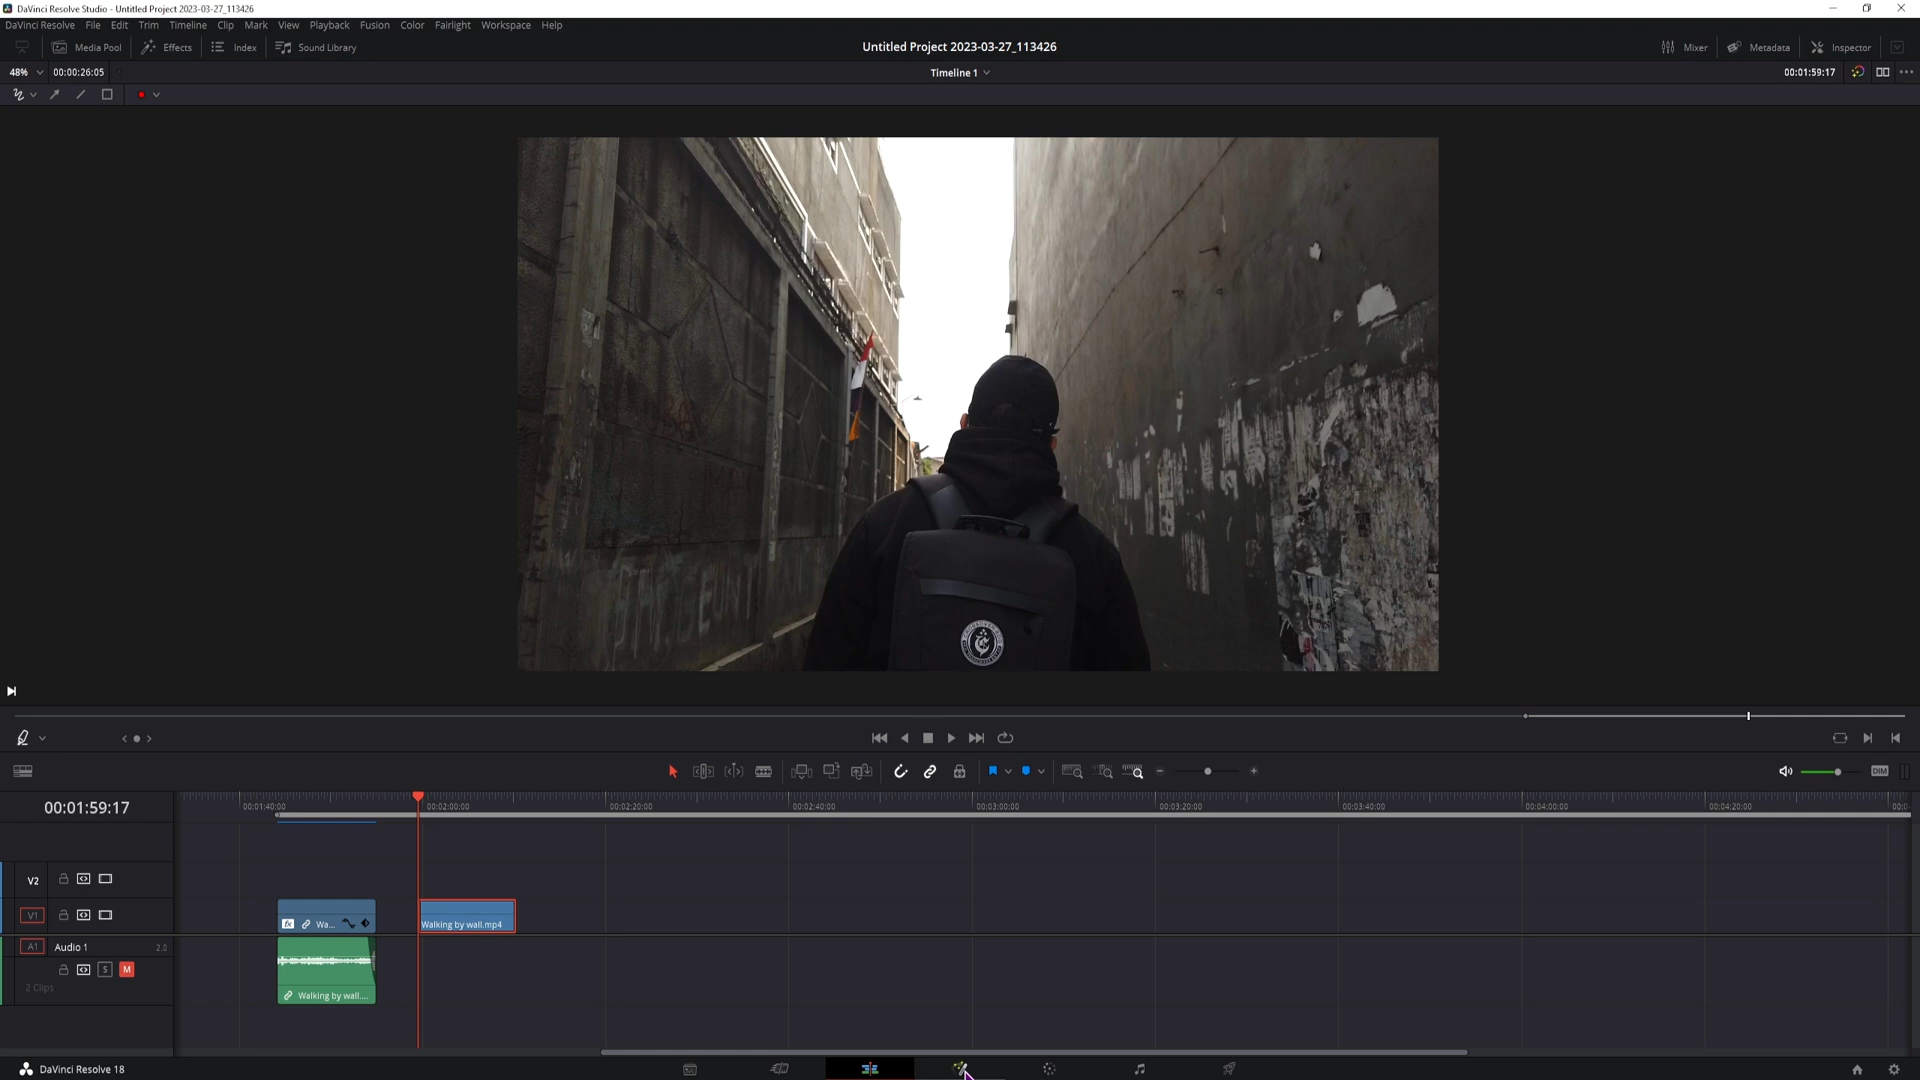 DaVinci Resolve Studio - Untitled Project 2023-03-27_113426
DaVinci Resolve File Edit Trim Timeline Clip Mark View Playback Fusion Color Fairlight Workspace Help
Media Pool Effects Index Sound Library Untitled Project 2023-03-27_113426 Mixer Metadata Inspector
48% 00:00:26:05 Timeline 1 00:01:59:17
DIM
00:01:59:17 00:01:40:00 00:02:00:00 00:02:20:00 00:02:40:00 00:03:00:00 00:03:20:00 00:03:40:00 00:04:00:00 00:04:20:00
V2
V1
fx Wa... Walking by wall.mp4
A1 Audio 1 2.0
S M
2 Clips
Walking by wall....
DaVinci Resolve 18